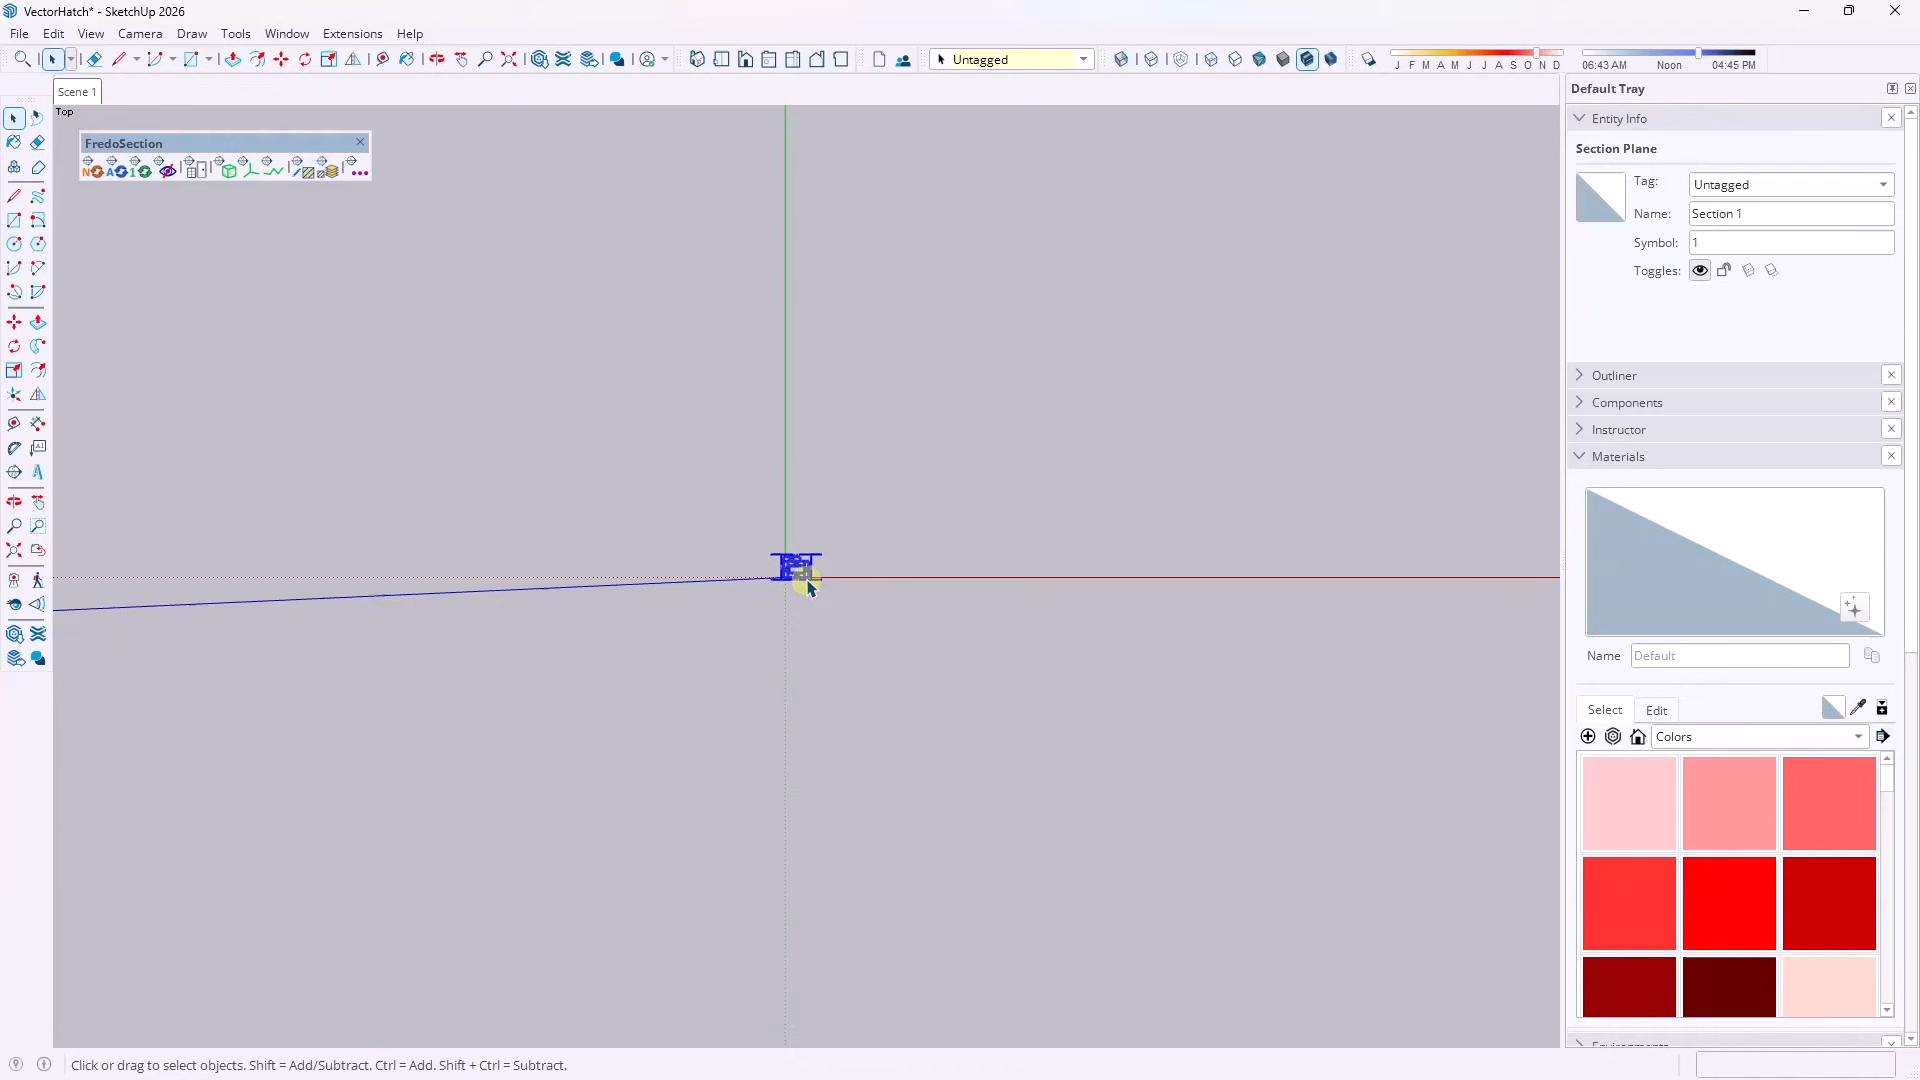 VectorHatch* - SketchUp 2026
File Edit View Camera Draw Tools Window Extensions Help
Untagged
J F M A M J J A S O N D
06:43 AM Noon 04:45 PM
Scene 1
Default Tray
Top
Entity Info
FredoSection
Section Plane
N A 1
Tag: Untagged
Name: Section 1
Symbol: 1
Toggles:
Outliner
Components
Instructor
Materials
Name Default
Select Edit
Colors
Click or drag to select objects. Shift = Add/Subtract. Ctrl = Add. Shift + Ctrl = Subtract.